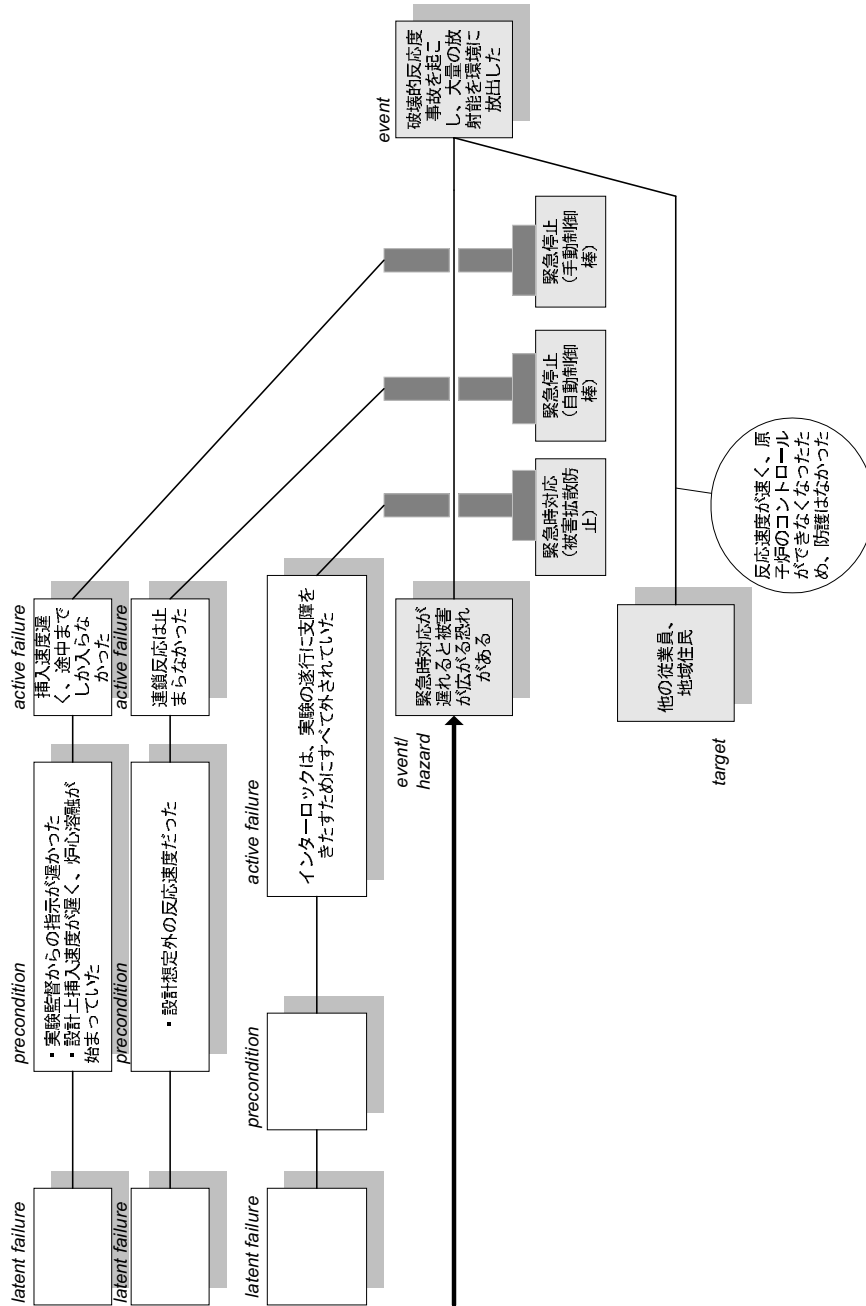 latent failure
precondition
・実験監督からの指示が遅かった
・設計上挿入速度が遅く、炉心溶融が
始まっていた
active failure
挿入速度遅
く、途中まで
しか入らな
かった
latent failure
precondition
・設計想定外の反応速度だった
active failure
連鎖反応は止
まらなかった
latent failure
precondition
active failure
インターロックは、実験の遂行に支障を
きたすためにすべて外されていた
event/
hazard
緊急時対応が
遅れると被害
が広がる恐れ
がある
緊急時対応
(被害拡散防
止)
緊急停止
(自動制御
棒)
緊急停止
(手動制御
棒)
event
破壊的反応度
事故を起こ
し、大量の放
射能を環境に
放出した
target
他の従業員、
地域住民
反応速度が速く、原
子炉のコントロール
ができなくなったた
め、防護はなかった